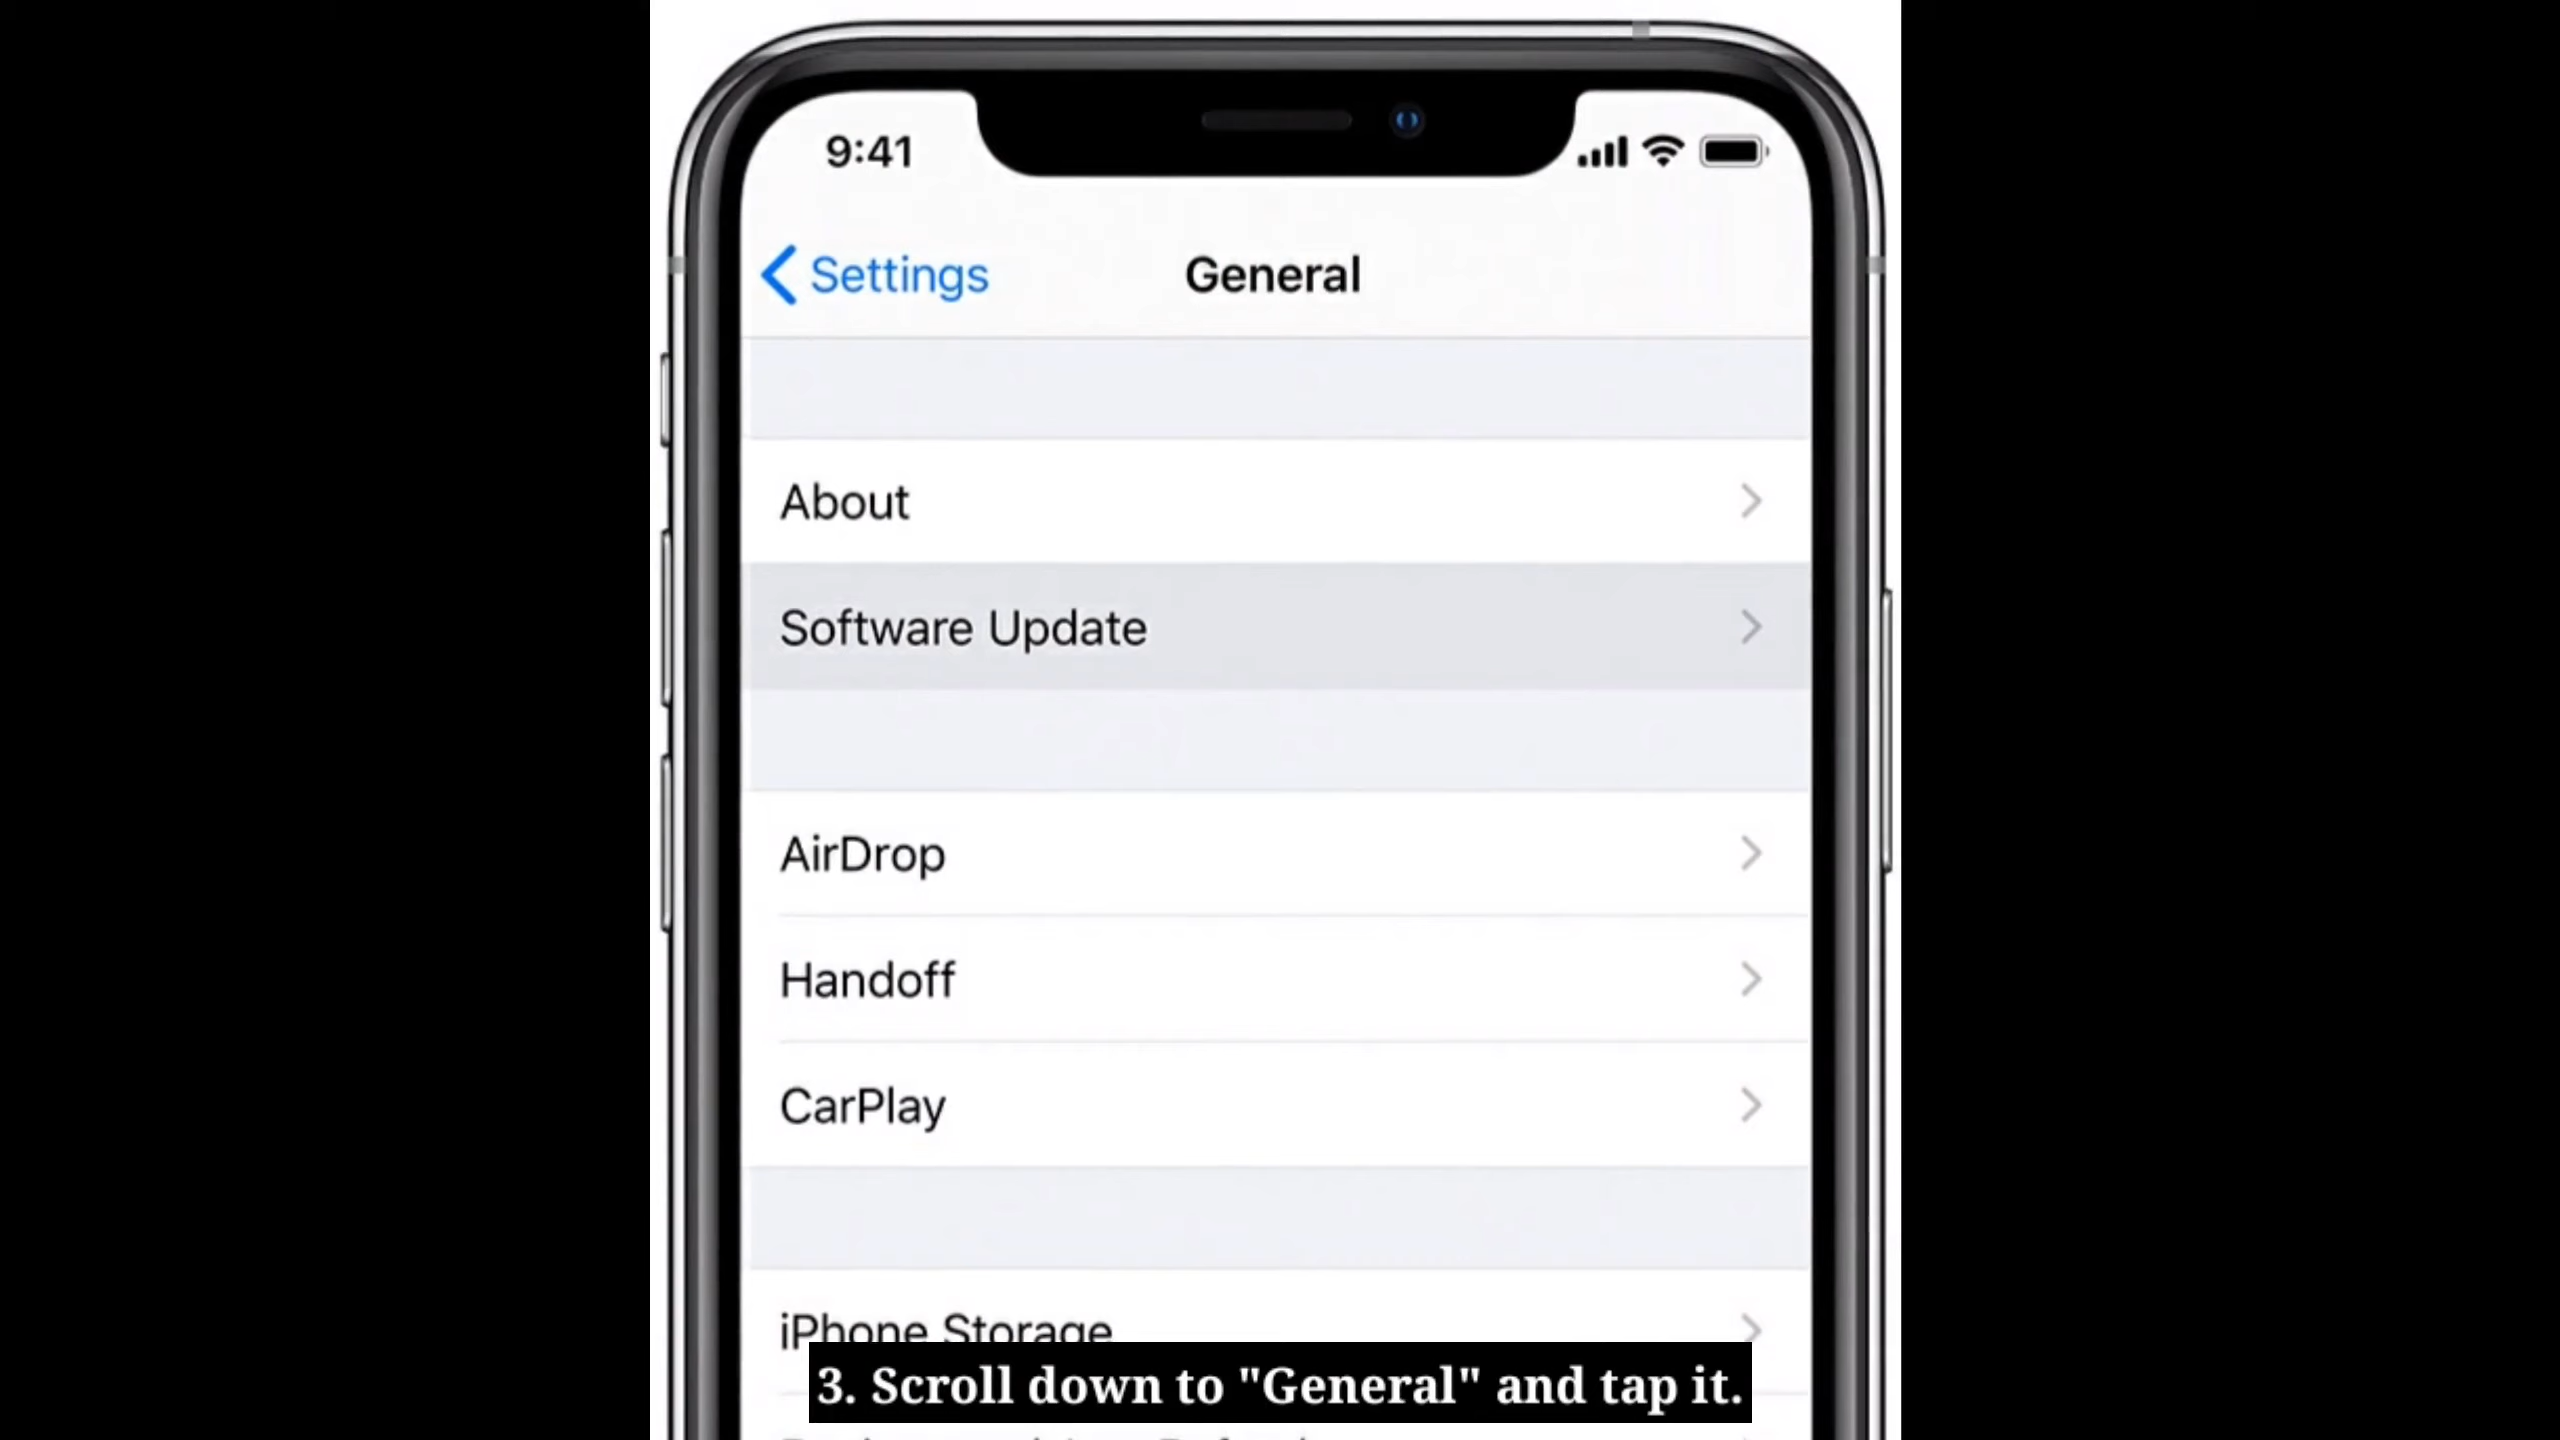 9:41
Settings
General
About
Software Update
AirDrop
Handoff
CarPlay
iPhone Storage
3. Scroll down to "General" and tap it.